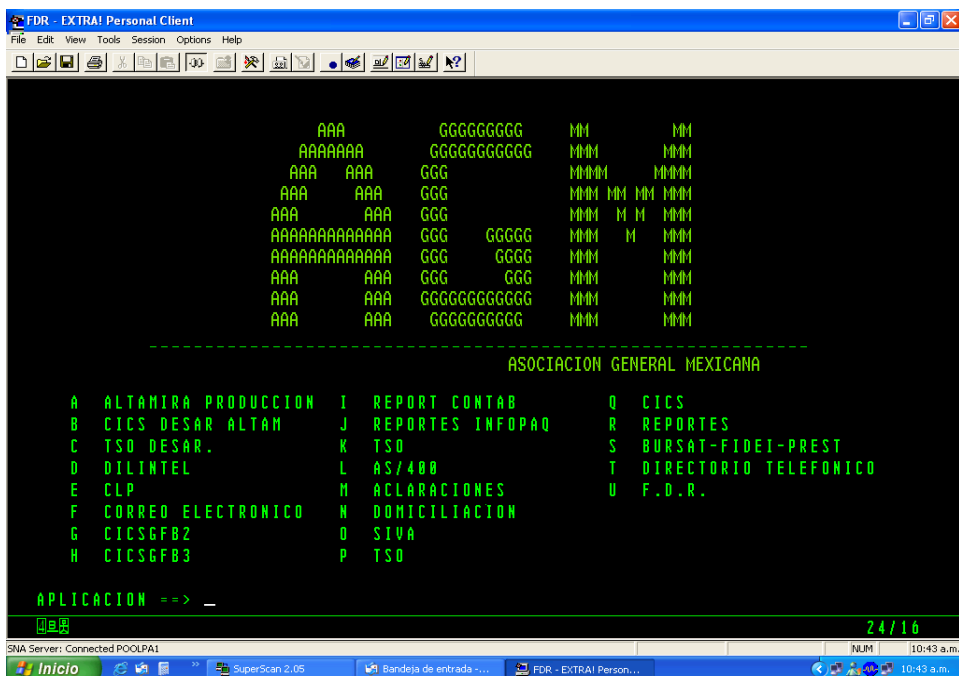 FDR - EXTRA! Personal Client
File Edit View Tools Session Options Help
AAA GGGGGGGGG MM MM
AAAAAAA GGGGGGGGGGG MMM MMM
AAA AAA GGG MMMM MMMM
AAA AAA GGG MMM MM MM MMM
AAA AAA GGG MMM M M MMM
AAAAAAAAAAAAA GGG GGGGG MMM M MMM
AAAAAAAAAAAAA GGG GGGG MMM MMM
AAA AAA GGG GGG MMM MMM
AAA AAA GGGGGGGGGGGG MMM MMM
AAA AAA GGGGGGGGGG MMM MMM
ASOCIACION GENERAL MEXICANA
A ALTAMIRA PRODUCCION I REPORT CONTAB Q CICS
B CICS DESAR ALTAM J REPORTES INFOPAQ R REPORTES
C TSO DESAR. K TSO S BURSAT-FIDEI-PREST
D DILINTEL L AS/400 T DIRECTORIO TELEFONICO
E CLP M ACLARACIONES U F.D.R.
F CORREO ELECTRONICO N DOMICILIACION
G CICSGFB2 O SIVA
H CICSGFB3 P TSO
APLICACION ==> _
24/16
SNA Server: Connected POOLPA1 NUM 10:43 a.m.
Inicio » SuperScan 2.05 Bandeja de entrada -... FDR - EXTRA! Person... 10:43 a.m.